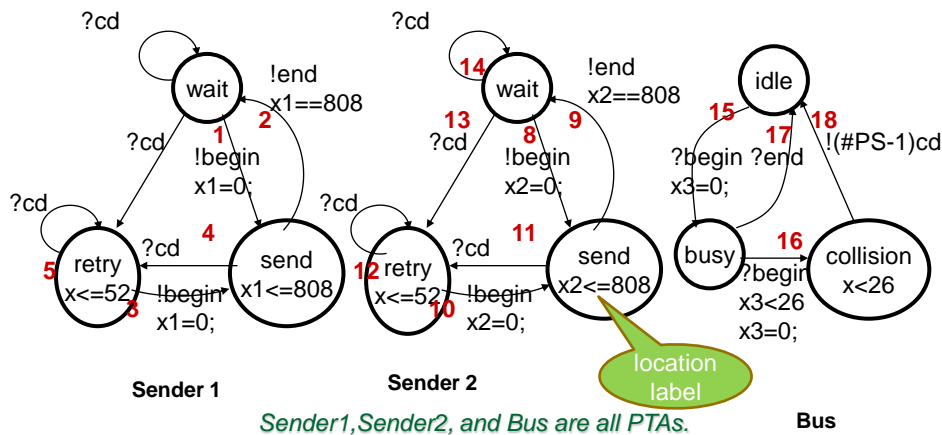 ?cd
wait
!end
x1==808
1
2
?cd
!begin
x1=0;
?cd
4
?cd
5
retry
x<=52
3
!begin
x1=0;
send
x1<=808
Sender 1
?cd
14
wait
!end
x2==808
13
8
9
?cd
!begin
x2=0;
?cd
11
?cd
12
retry
x<=52
10
!begin
x2=0;
send
x2<=808
location
label
Sender 2
idle
15
17
18
?begin
x3=0;
?end
!(#PS-1)cd
busy
16
?begin
x3<26
x3=0;
collision
x<26
Bus
Sender1,Sender2, and Bus are all PTAs.